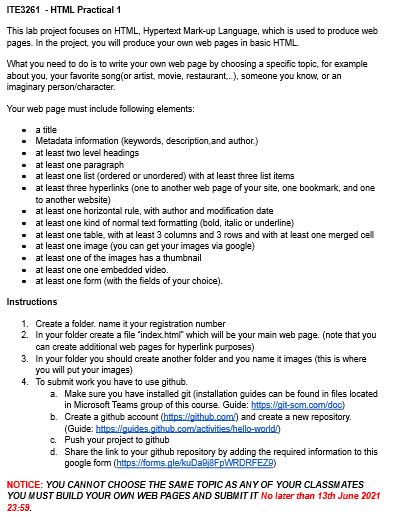 ITE3261 - HTML Practical 1
This lab project focuses on HTML, Hypertext Mark-up Language, which is used to produce web
pages. In the project, you will produce your own web pages in basic HTML.
What you need to do is to write your own web page by choosing a specific topic, for example
about you, your favorite song(or artist, movie, restaurant,..), someone you know, or an
imaginary person/character.
Your web page must include following elements:
• a title
• Metadata information (keywords, description,and author.)
• at least two level headings
• at least one paragraph
• at least one list (ordered or unordered) with at least three list items
• at least three hyperlinks (one to another web page of your site, one bookmark, and one
to another website)
• at least one horizontal rule, with author and modification date
• at least one kind of normal text formatting (bold, italic or underline)
• at least one table, with at least 3 columns and 3 rows and with at least one merged cell
• at least one image (you can get your images via google)
• at least one of the images has a thumbnail
• at least one one embedded video.
• at least one form (with the fields of your choice).
Instructions
1. Create a folder. name it your registration number
2. In your folder create a file "index.html" which will be your main web page. (note that you
can create additional web pages for hyperlink purposes)
3. In your folder you should create another folder and you name it images (this is where
you will put your images)
4. To submit work you have to use github.
a. Make sure you have installed git (installation guides can be found in files located
in Microsoft Teams group of this course. Guide: https://git-scm.com/doc)
b. Create a github account (https://github.com/) and create a new repository.
(Guide: https://guides.github.com/activities/hello-world/)
c. Push your project to github
d. Share the link to your github repository by adding the required information to this
google form (https://forms.gle/kuDa9j8FpWRDRFEZ9)
NOTICE: YOU CANNOT CHOOSE THE SAME TOPIC AS ANY OF YOUR CLASSMATES
YOU MUST BUILD YOUR OWN WEB PAGES AND SUBMIT IT No later than 13th June 2021
23:59.